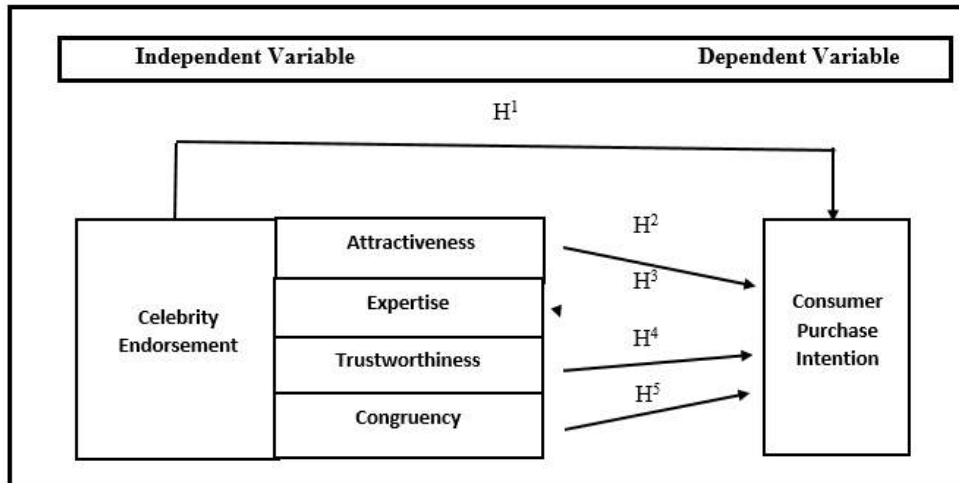 Independent Variable
Dependent Variable
H¹
Attractiveness
H²
Expertise
H³
Celebrity
Endorsement
Trustworthiness
H⁴
Congruency
H⁵
Consumer
Purchase
Intention